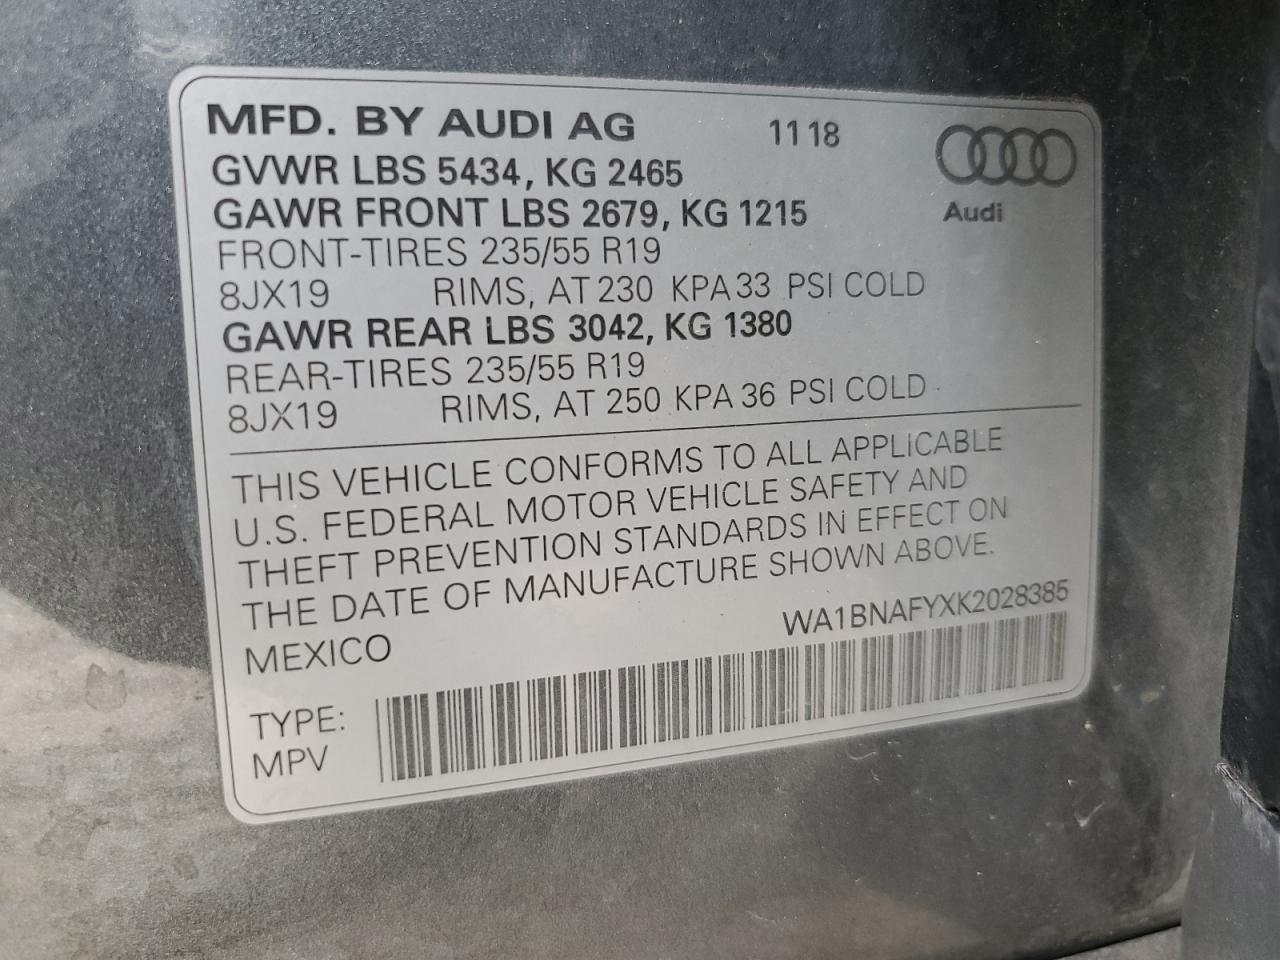 MFD. BY AUDI AG 11 18
GVWR LBS 5434, KG 2465
GAWR FRONT LBS 2679, KG 1215
Audi
FRONT-TIRES 235/55 R19
8JX19 RIMS, AT 230 KPA 33 PSI COLD
GAWR REAR LBS 3042, KG 1380
REAR-TIRES 235/55 R19
8JX19 RIMS, AT 250 KPA 36 PSI COLD
THIS VEHICLE CONFORMS TO ALL APPLICABLE
U.S. FEDERAL MOTOR VEHICLE SAFETY AND
THEFT PREVENTION STANDARDS IN EFFECT ON
THE DATE OF MANUFACTURE SHOWN ABOVE.
MEXICO WA1BNAFYXK2028385
TYPE:
MPV